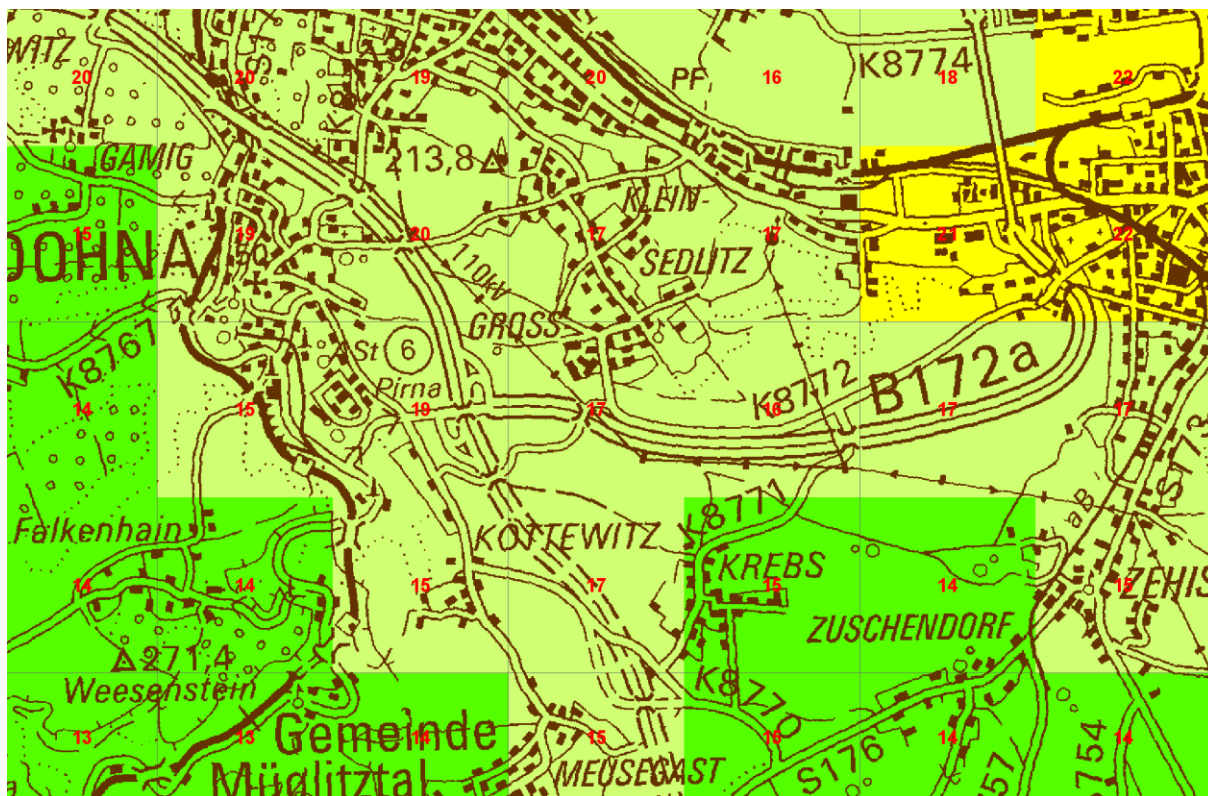 20
20
19
20
PF
16
K8774
18
22
GAMIG
213,8
KLEIN-
15
DOHNA
19
20
110kV
17
SEDLITZ
17
21
22
GROSS-
K8767
St
6
Pirna
K8772
B172a
14
15
19
17
16
17
17
S173
Falkenhain
KOTTEWITZ
K8771
KREBS
14
14
15
17
15
14
15
ZEHIS
ZUSCHENDORF
271,4
Weesenstein
K8770
13
13
Gemeinde
14
15
14
14
Müglitztal
MEUSEGAST
S176
57
8754